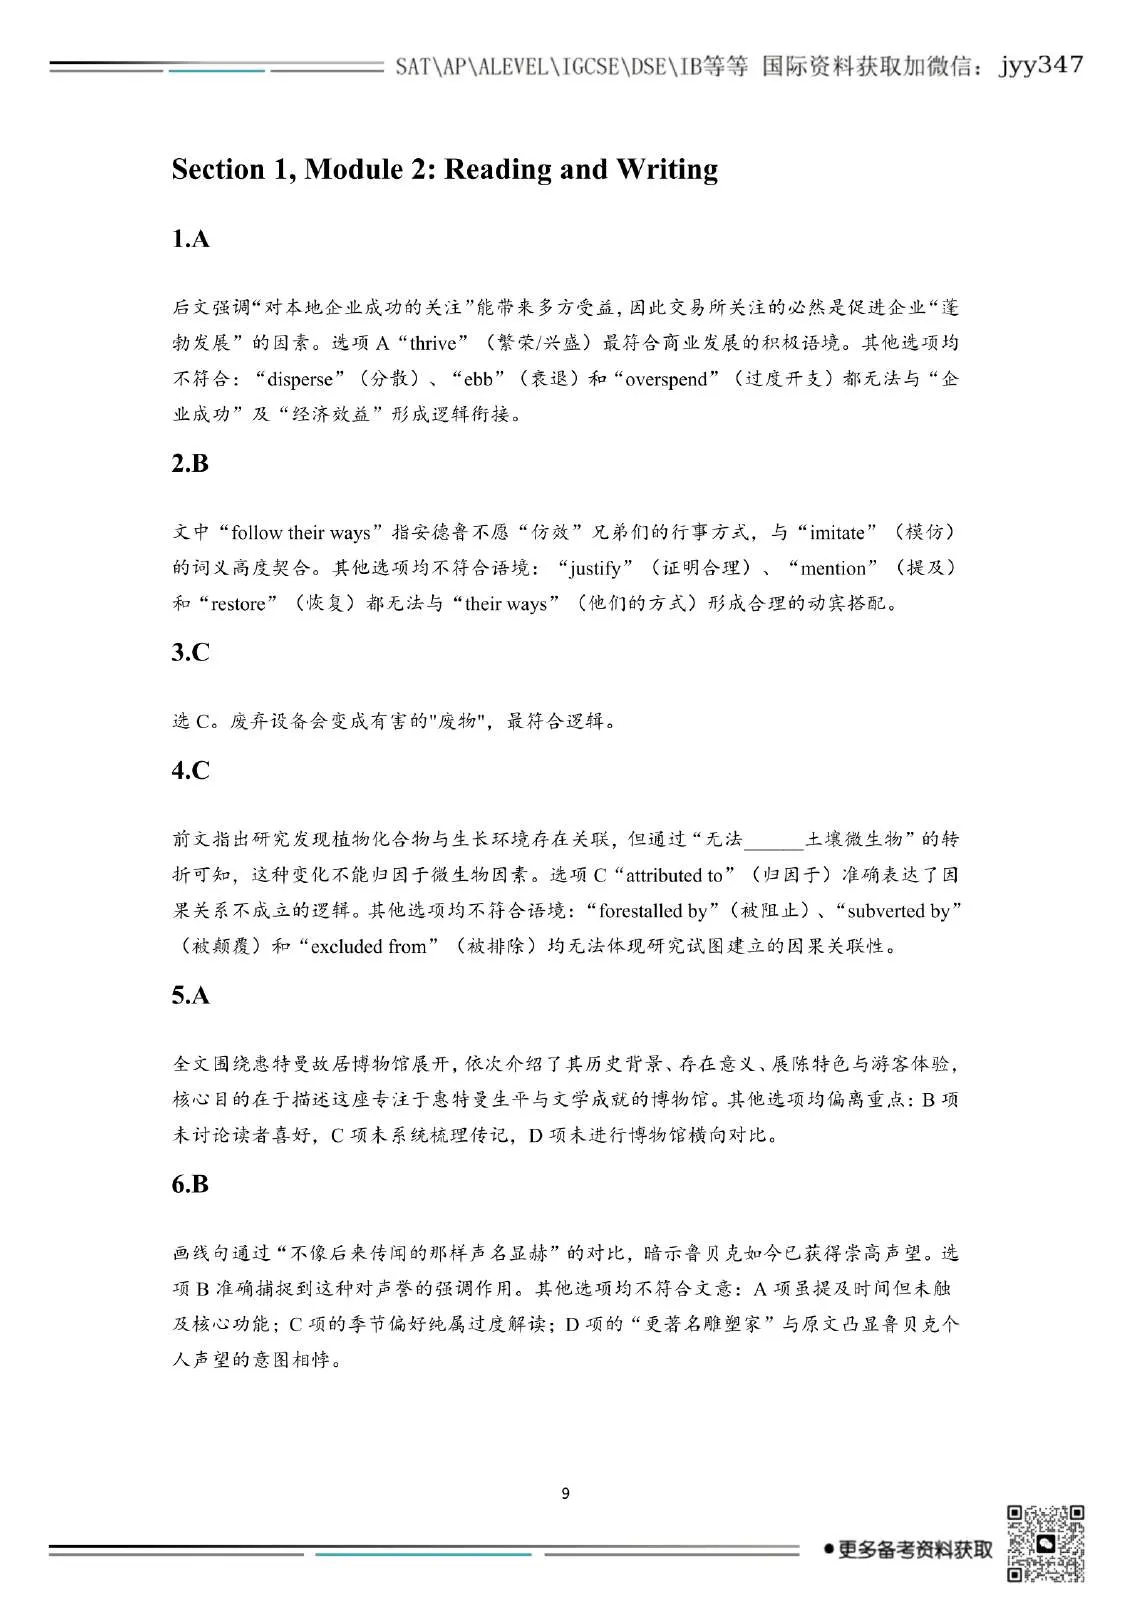 SAT\AP\ALEVEL\IGCSE\DSE\IB等等 国际资料获取加微信：jyy347
Section 1, Module 2: Reading and Writing
1.A
后文强调“对本地企业成功的关注”能带来多方受益，因此交易所关注的必然是促进企业“蓬
勃发展”的因素。选项 A“thrive”（繁荣/兴盛）最符合商业发展的积极语境。其他选项均
不符合：“disperse”（分散）、“ebb”（衰退）和“overspend”（过度开支）都无法与“企
业成功”及“经济效益”形成逻辑衔接。
2.B
文中“follow their ways”指安德鲁不愿“仿效”兄弟们的行事方式，与“imitate”（模仿）
的词义高度契合。其他选项均不符合语境：“justify”（证明合理）、“mention”（提及）
和“restore”（恢复）都无法与“their ways”（他们的方式）形成合理的动宾搭配。
3.C
选 C。废弃设备会变成有害的"废物"，最符合逻辑。
4.C
前文指出研究发现植物化合物与生长环境存在关联，但通过“无法______土壤微生物”的转
折可知，这种变化不能归因于微生物因素。选项 C“attributed to”（归因于）准确表达了因
果关系不成立的逻辑。其他选项均不符合语境：“forestalled by”（被阻止）、“subverted by”
（被颠覆）和“excluded from”（被排除）均无法体现研究试图建立的因果关联性。
5.A
全文围绕惠特曼故居博物馆展开，依次介绍了其历史背景、存在意义、展陈特色与游客体验，
核心目的在于描述这座专注于惠特曼生平与文学成就的博物馆。其他选项均偏离重点：B 项
未讨论读者喜好，C 项未系统梳理传记，D 项未进行博物馆横向对比。
6.B
画线句通过“不像后来传闻的那样声名显赫”的对比，暗示鲁贝克如今已获得崇高声望。选
项 B 准确捕捉到这种对声誉的强调作用。其他选项均不符合文意：A 项虽提及时间但未触
及核心功能；C 项的季节偏好纯属过度解读；D 项的“更著名雕塑家”与原文凸显鲁贝克个
人声望的意图相悖。
9
●更多备考资料获取